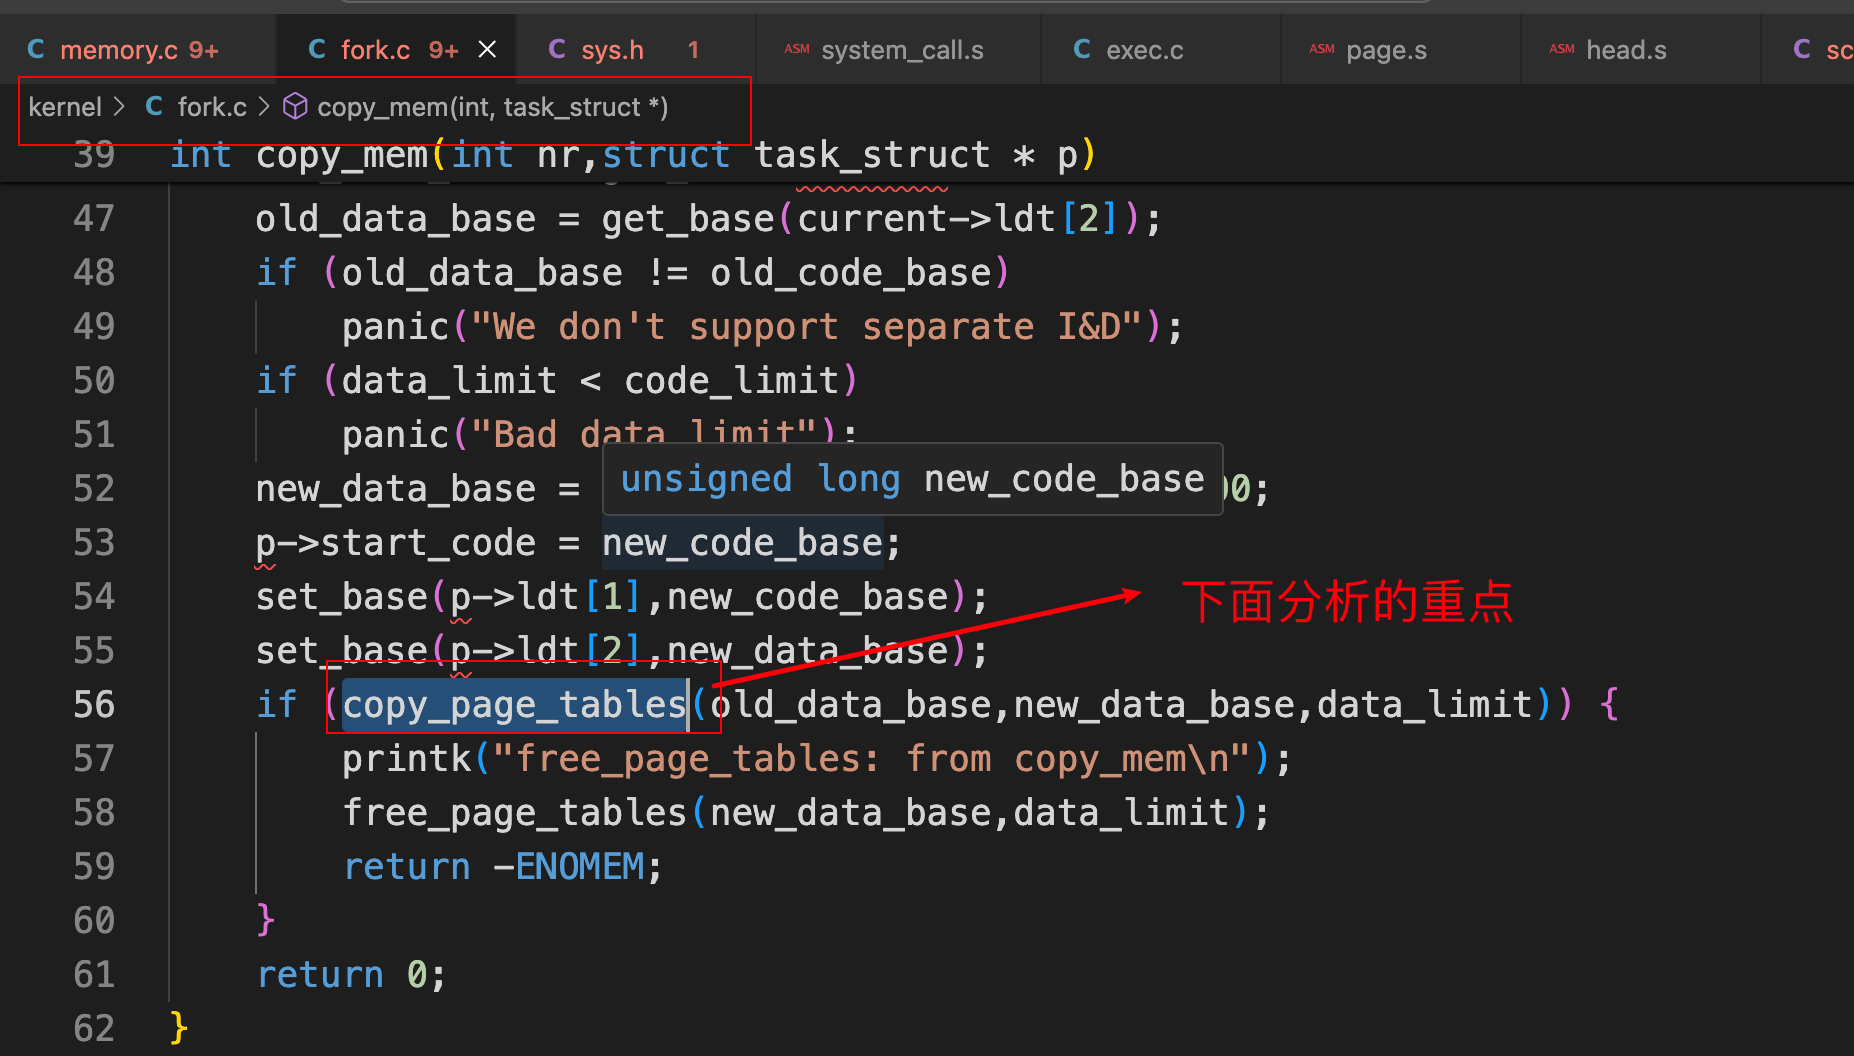 C memory.c 9+ C fork.c 9+ × C sys.h 1 ASM system_call.s C exec.c ASM page.s ASM head.s C sc
kernel > C fork.c > copy_mem(int, task_struct *)
39 int copy_mem(int nr,struct task_struct * p)
47 old_data_base = get_base(current->ldt[2]);
48 if (old_data_base != old_code_base)
49 panic("We don't support separate I&D");
50 if (data_limit < code_limit)
51 panic("Bad data limit");
unsigned long new_code_base
52 new_data_base = 00;
53 p->start_code = new_code_base;
54 set_base(p->ldt[1],new_code_base);
下面分析的重点
55 set_base(p->ldt[2],new_data_base);
56 if (copy_page_tables(old_data_base,new_data_base,data_limit)) {
57 printk("free_page_tables: from copy_mem\n");
58 free_page_tables(new_data_base,data_limit);
59 return -ENOMEM;
60 }
61 return 0;
62 }